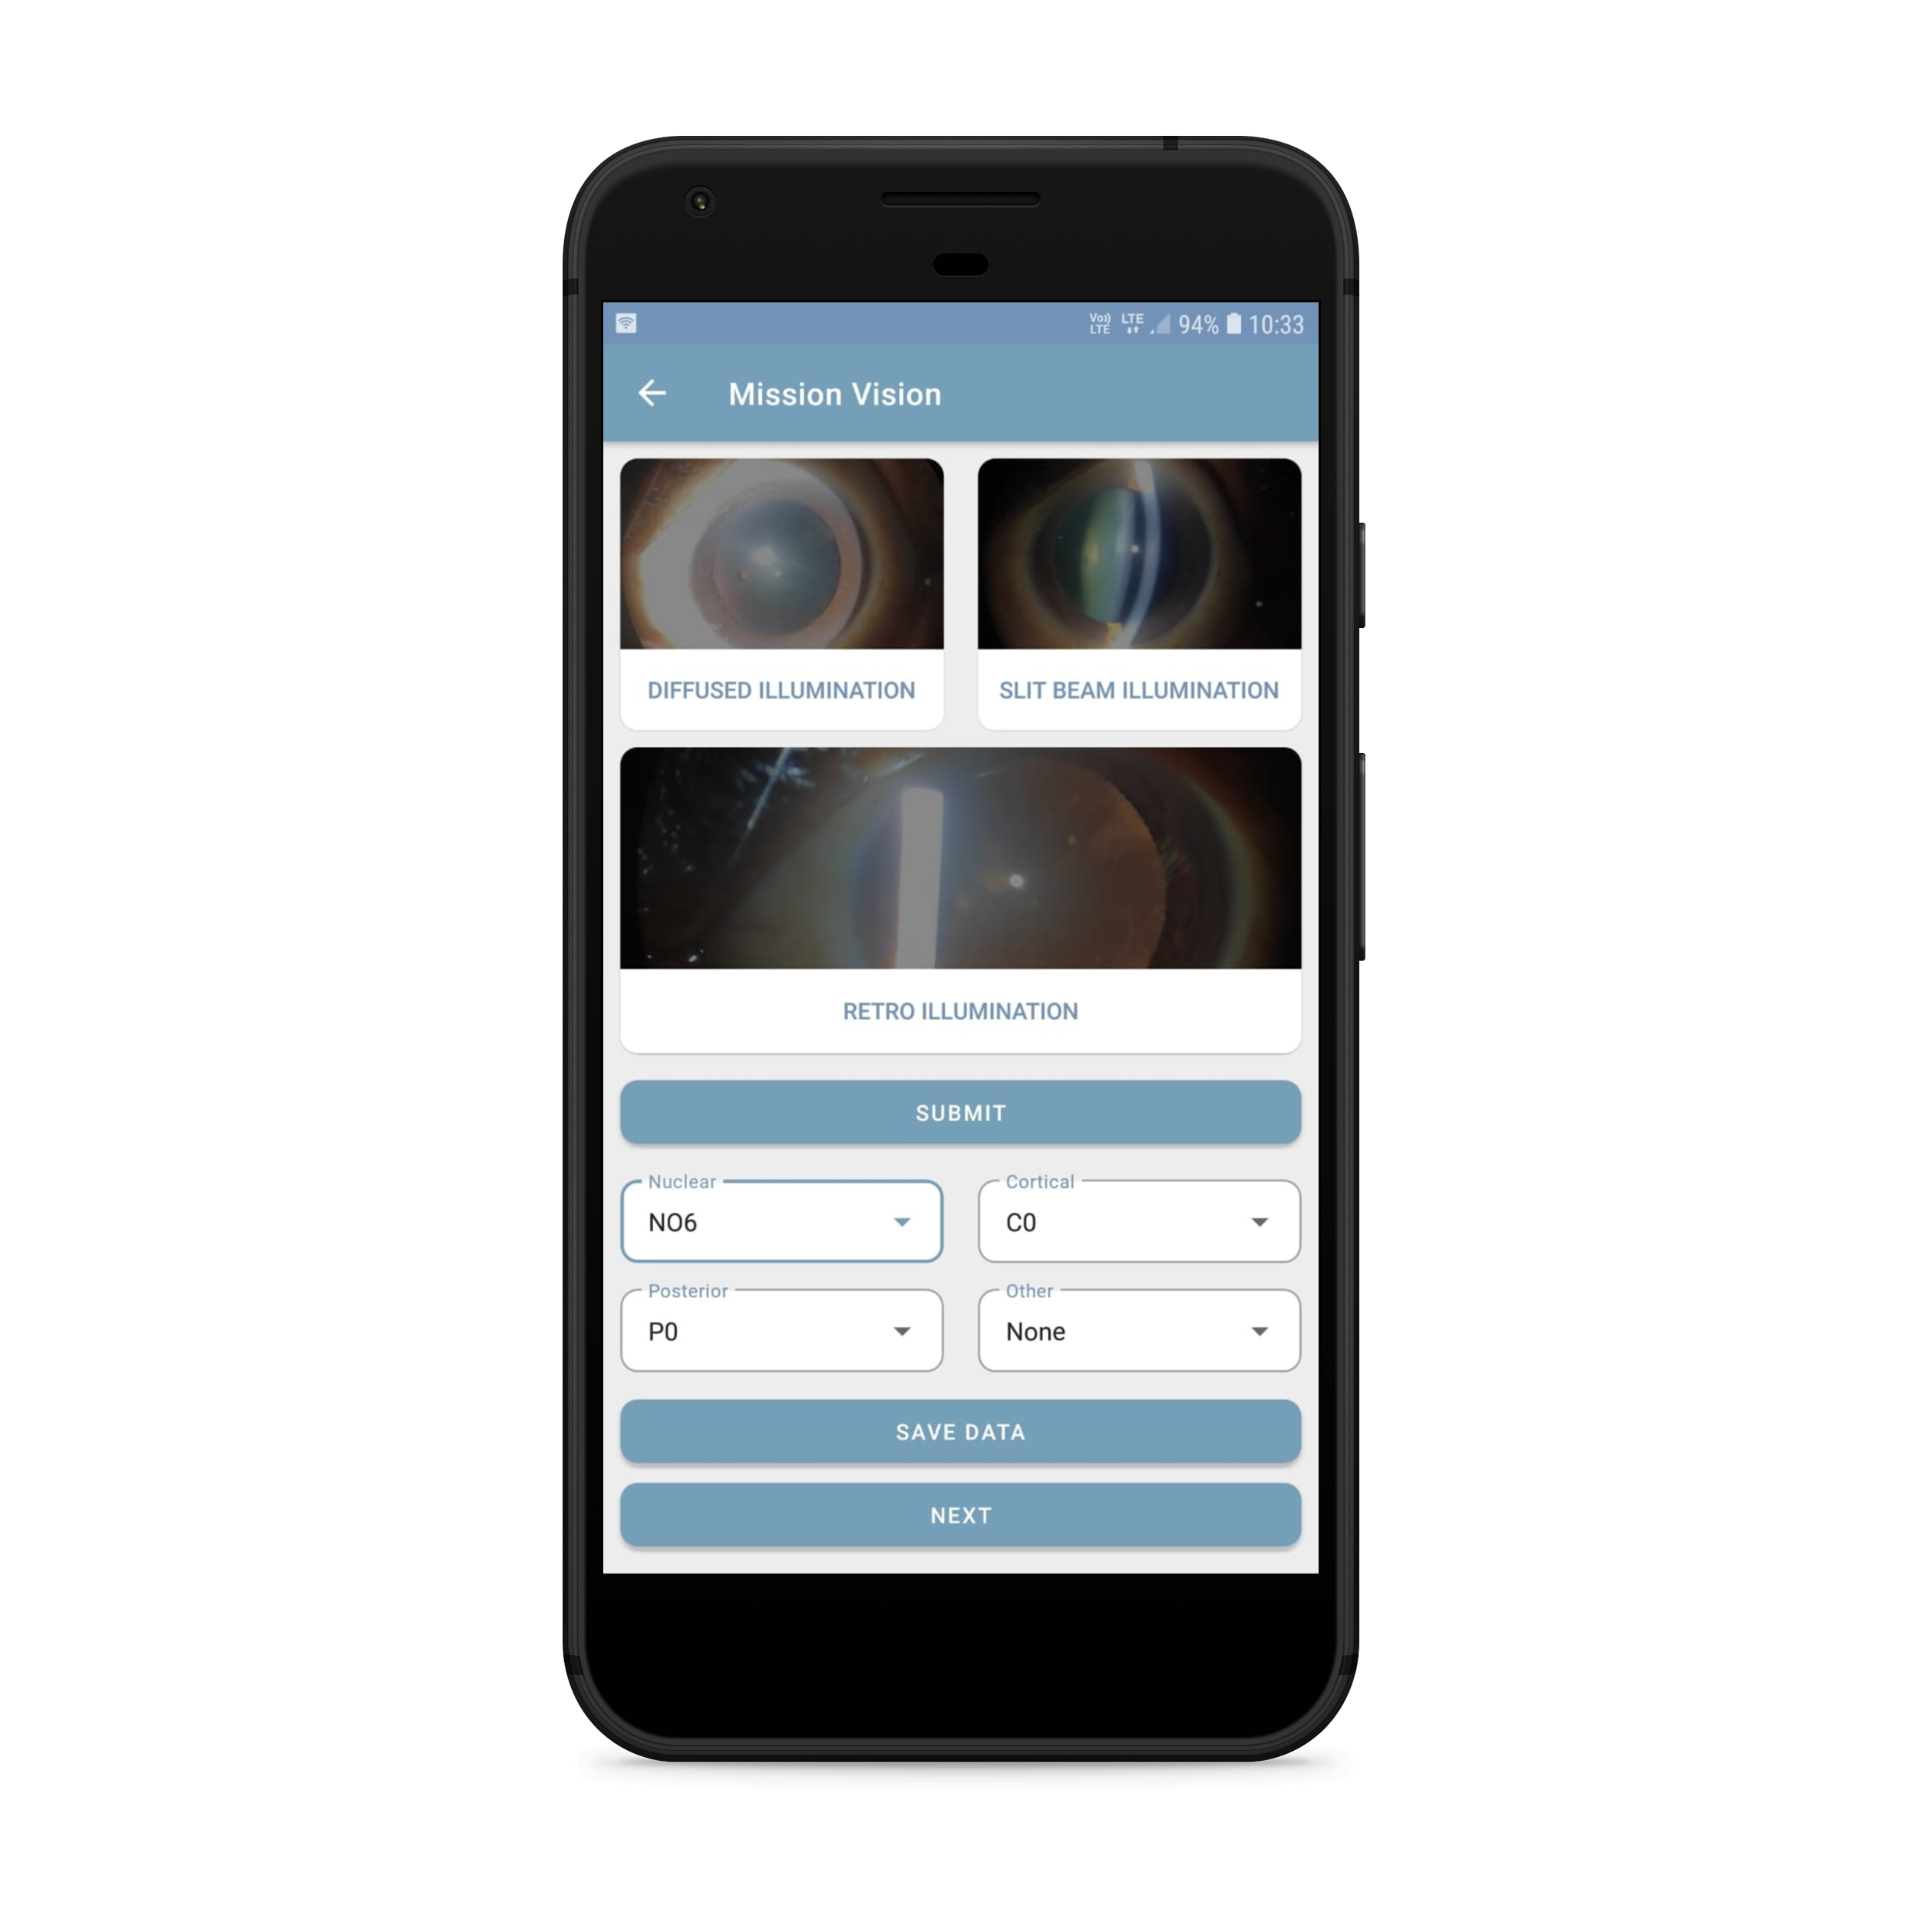 Vo)) LTE LTE 94% 10:33
Mission Vision
DIFFUSED ILLUMINATION
SLIT BEAM ILLUMINATION
RETRO ILLUMINATION
SUBMIT
Nuclear
NO6
Cortical
C0
Posterior
P0
Other
None
SAVE DATA
NEXT